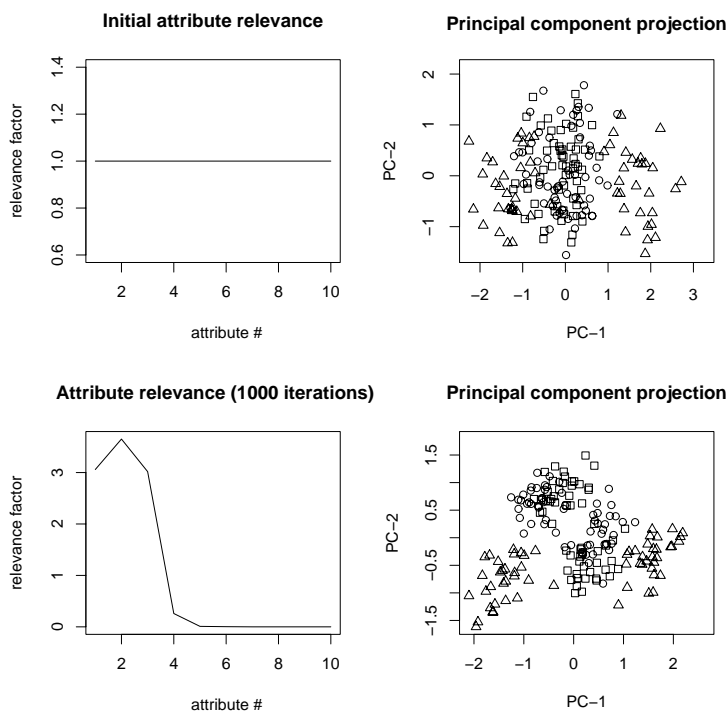 Initial attribute relevance
relevance factor
0.6 0.8 1.0 1.2 1.4
2 4 6 8 10
attribute #
Principal component projection
PC−2
−1 0 1 2
−2 −1 0 1 2 3
PC−1
Attribute relevance (1000 iterations)
relevance factor
0 1 2 3
2 4 6 8 10
attribute #
Principal component projection
PC−2
−1.5 −0.5 0.5 1.5
−2 −1 0 1 2
PC−1